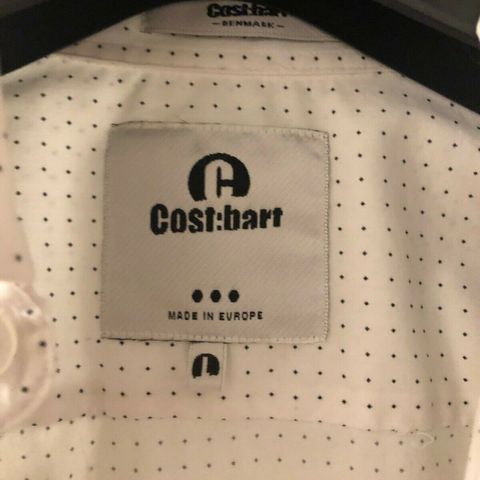 Cost:bart
–DENMARK–
C
Cost:bart
MADE IN EUROPE
L